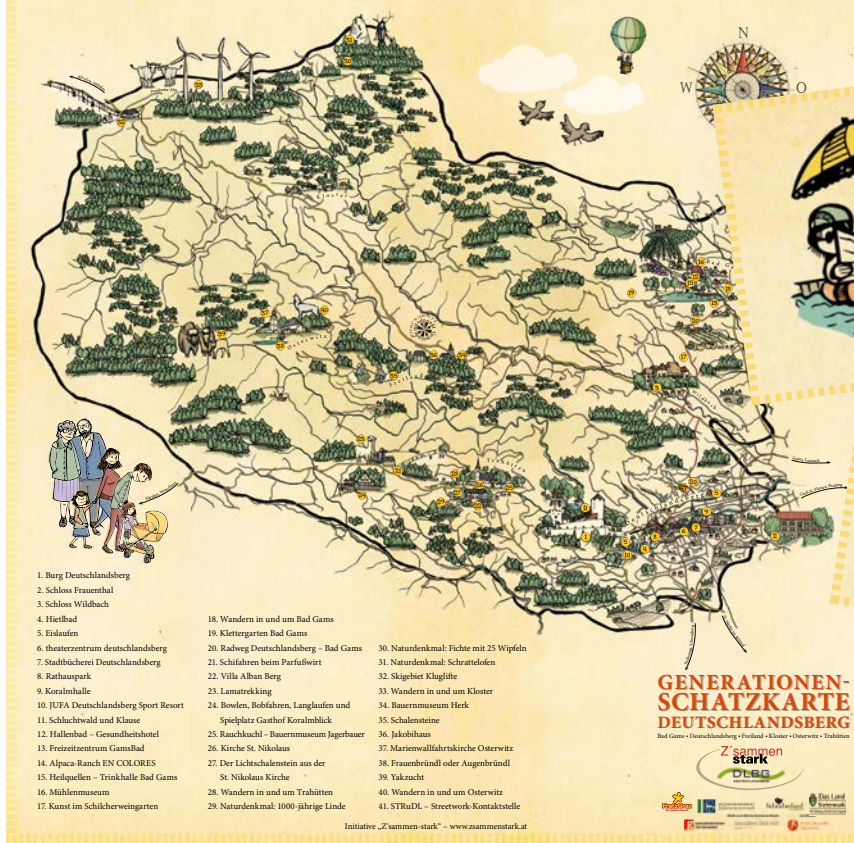 N
W
O
Kloster
Osterwitz
Freiland
Trahütten
Wildbach
Deutschlandsberg
1. Burg Deutschlandsberg
2. Schloss Frauenthal
3. Schloss Wildbach
4. Hietlbad
5. Eislaufen
6. theaterzentrum deutschlandsberg
7. Stadtbücherei Deutschlandsberg
8. Rathauspark
9. Koralmhalle
10. JUFA Deutschlandsberg Sport Resort
11. Schluchtwald und Klause
12. Hallenbad – Gesundheitshotel
13. Freizeitzentrum GamsBad
14. Alpaca-Ranch EN COLORES
15. Heilquellen – Trinkhalle Bad Gams
16. Mühlenmuseum
17. Kunst im Schilcherweingarten
18. Wandern in und um Bad Gams
19. Klettergarten Bad Gams
20. Radweg Deutschlandsberg – Bad Gams
21. Schifahren beim Parfußwirt
22. Villa Alban Berg
23. Lamatrekking
24. Bowlen, Bobfahren, Langlaufen und
Spielplatz Gasthof Koralmblick
25. Rauchkuchl – Bauernmuseum Jagerbauer
26. Kirche St. Nikolaus
27. Der Lichtschalenstein aus der
St. Nikolaus Kirche
28. Wandern in und um Trahütten
29. Naturdenkmal: 1000-jährige Linde
30. Naturdenkmal: Fichte mit 25 Wipfeln
31. Naturdenkmal: Schrattelofen
32. Skigebiet Kluglifte
33. Wandern in und um Kloster
34. Bauernmuseum Herk
35. Schalensteine
36. Jakobihaus
37. Marienwallfahrtskirche Osterwitz
38. Frauenbründl oder Augenbründl
39. Yakzucht
40. Wandern in und um Osterwitz
41. STRuDL – Streetwork-Kontaktstelle
Initiative „Z'sammen-stark“ – www.zsammenstark.at
GENERATIONEN-
SCHATZKARTE
DEUTSCHLANDSBERG
Bad Gams • Deutschlandsberg • Freiland • Kloster • Osterwitz • Trahütten
Z'sammen
stark
DLBG
Das Land
Steiermark